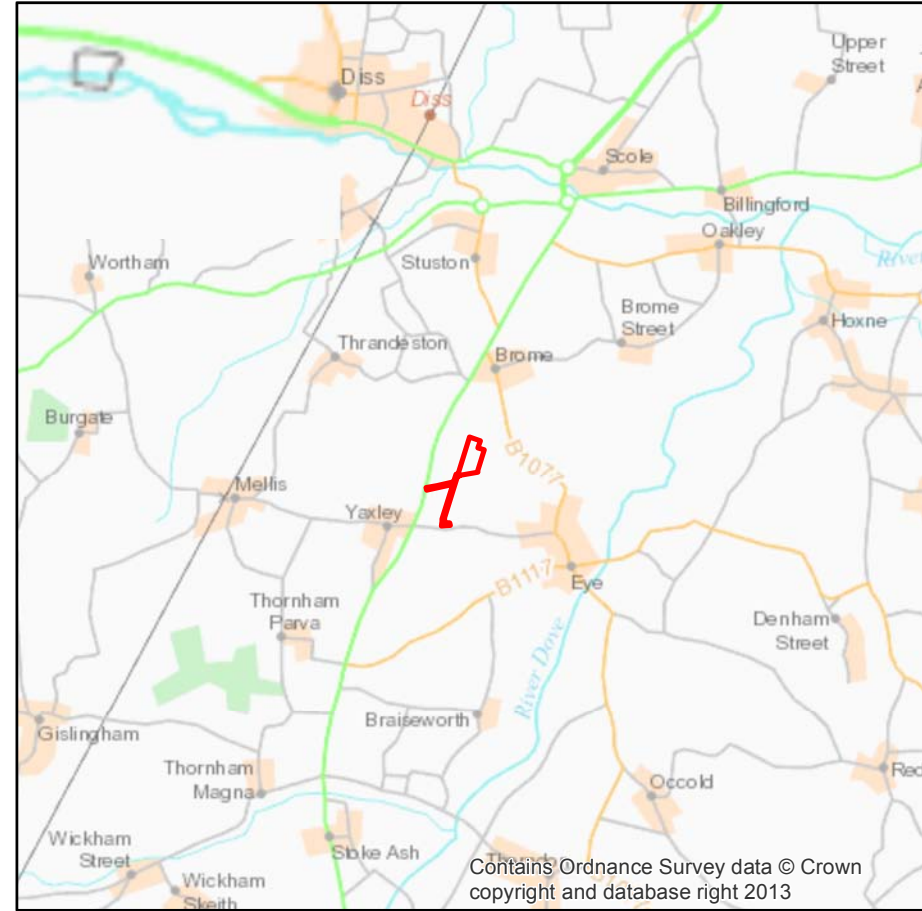 Upper
Street
Diss
Diss
Scole
Billingford
Oakley
Wortham
Stuston
Hoxne
Brome
Street
Thrandeston
Brome
Burgate
B1077
Mellis
Yaxley
Eye
B1117
Thornham
Parva
Denham
Street
River Dove
Braiseworth
Gislingham
Thornham
Magna
Occold
Stoke Ash
Wickham
Street
Wickham
Skeith
Contains Ordnance Survey data © Crown
copyright and database right 2013